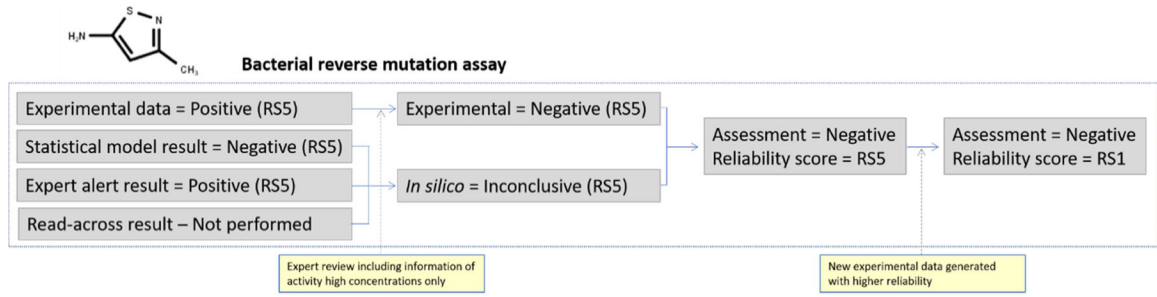 S
N
H₂N
CH₃
Bacterial reverse mutation assay
Experimental data = Positive (RS5)
Statistical model result = Negative (RS5)
Expert alert result = Positive (RS5)
Read-across result – Not performed
Experimental = Negative (RS5)
In silico = Inconclusive (RS5)
Assessment = Negative
Reliability score = RS5
Assessment = Negative
Reliability score = RS1
Expert review including information of
activity high concentrations only
New experimental data generated
with higher reliability